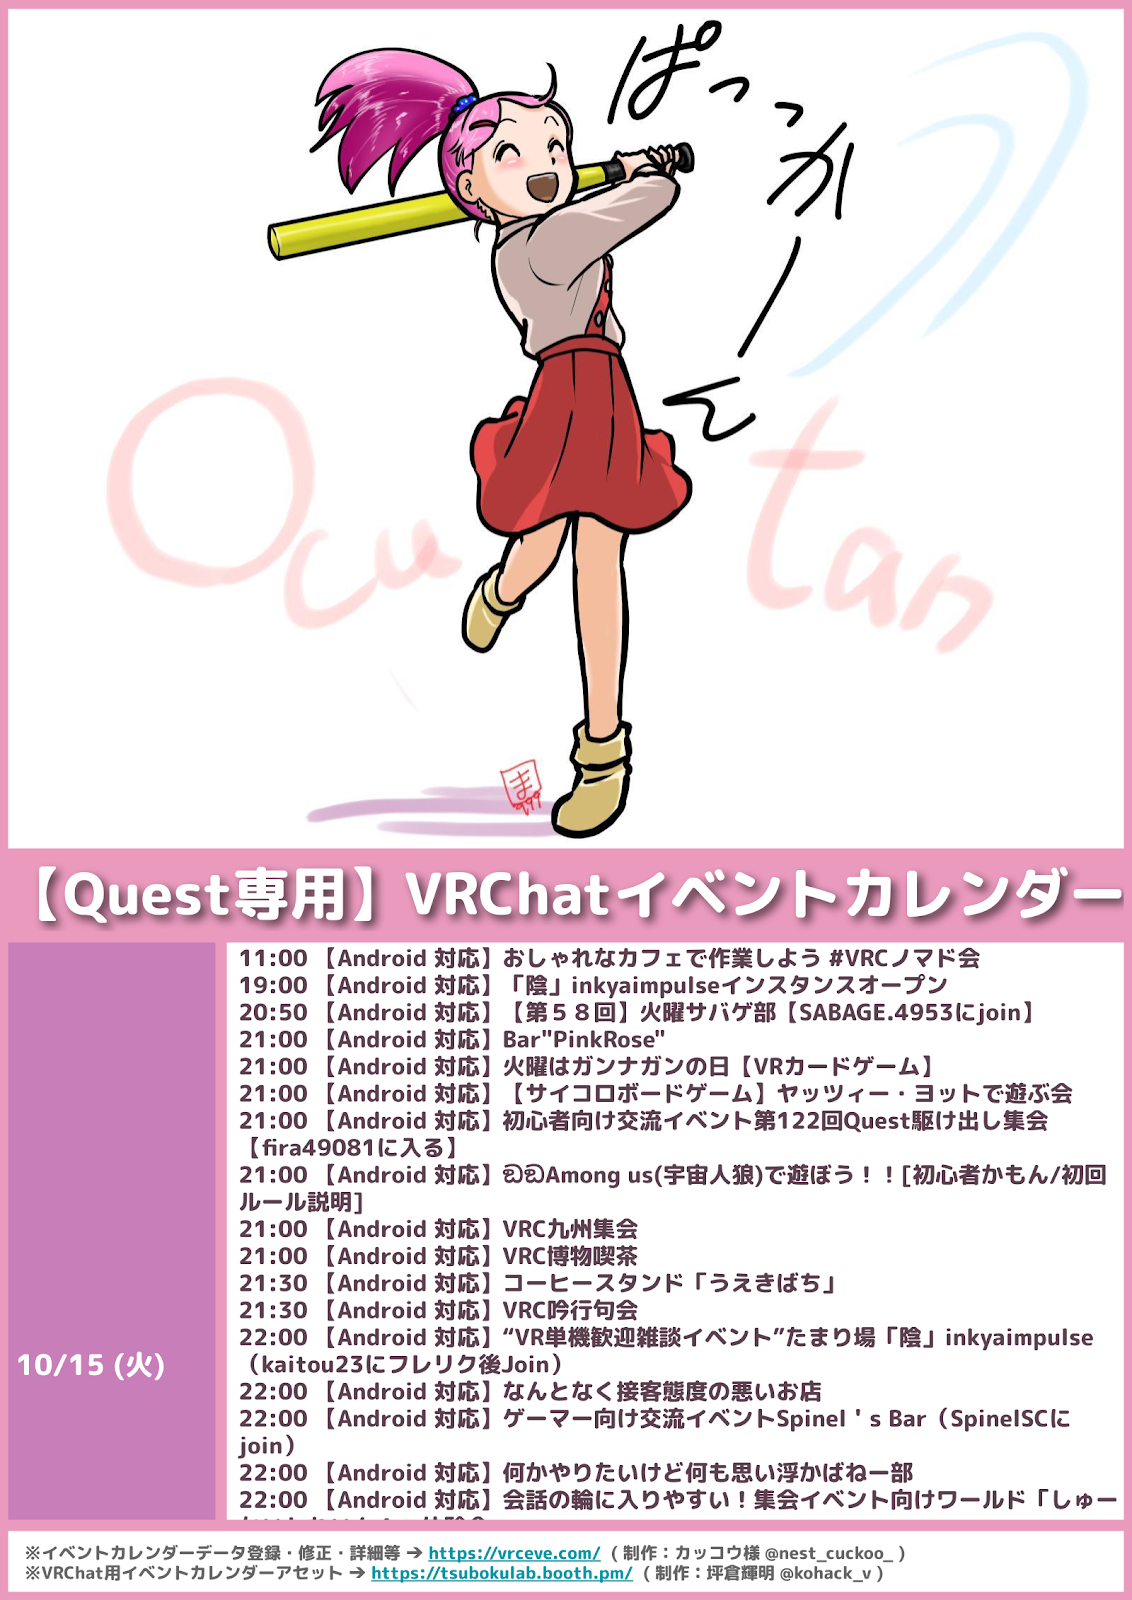 ぱっっかーん
Ocu tan
ま
999
【Quest専用】VRChatイベントカレンダー
10/15 (火)
11:00 【Android 対応】おしゃれなカフェで作業しよう #VRCノマド会
19:00 【Android 対応】「陰」inkyaimpulseインスタンスオープン
20:50 【Android 対応】【第５８回】火曜サバゲ部【SABAGE.4953にjoin】
21:00 【Android 対応】Bar"PinkRose"
21:00 【Android 対応】火曜はガンナガンの日【VRカードゲーム】
21:00 【Android 対応】【サイコロボードゲーム】ヤッツィー・ヨットで遊ぶ会
21:00 【Android 対応】初心者向け交流イベント第122回Quest駆け出し集会
【fira49081に入る】
21:00 【Android 対応】ඞඞAmong us(宇宙人狼)で遊ぼう！！[初心者かもん/初回
ルール説明]
21:00 【Android 対応】VRC九州集会
21:00 【Android 対応】VRC博物喫茶
21:30 【Android 対応】コーヒースタンド「うえきばち」
21:30 【Android 対応】VRC吟行句会
22:00 【Android 対応】“VR単機歓迎雑談イベント”たまり場「陰」inkyaimpulse
（kaitou23にフレリク後Join）
22:00 【Android 対応】なんとなく接客態度の悪いお店
22:00 【Android 対応】ゲーマー向け交流イベントSpinel＇s Bar（SpinelSCに
join）
22:00 【Android 対応】何かやりたいけど何も思い浮かばねー部
22:00 【Android 対応】会話の輪に入りやすい！集会イベント向けワールド「しゅー
※イベントカレンダーデータ登録・修正・詳細等 ➔ https://vrceve.com/ ( 制作：カッコウ様 @nest_cuckoo_ )
※VRChat用イベントカレンダーアセット ➔ https://tsubokulab.booth.pm/ ( 制作：坪倉輝明 @kohack_v )